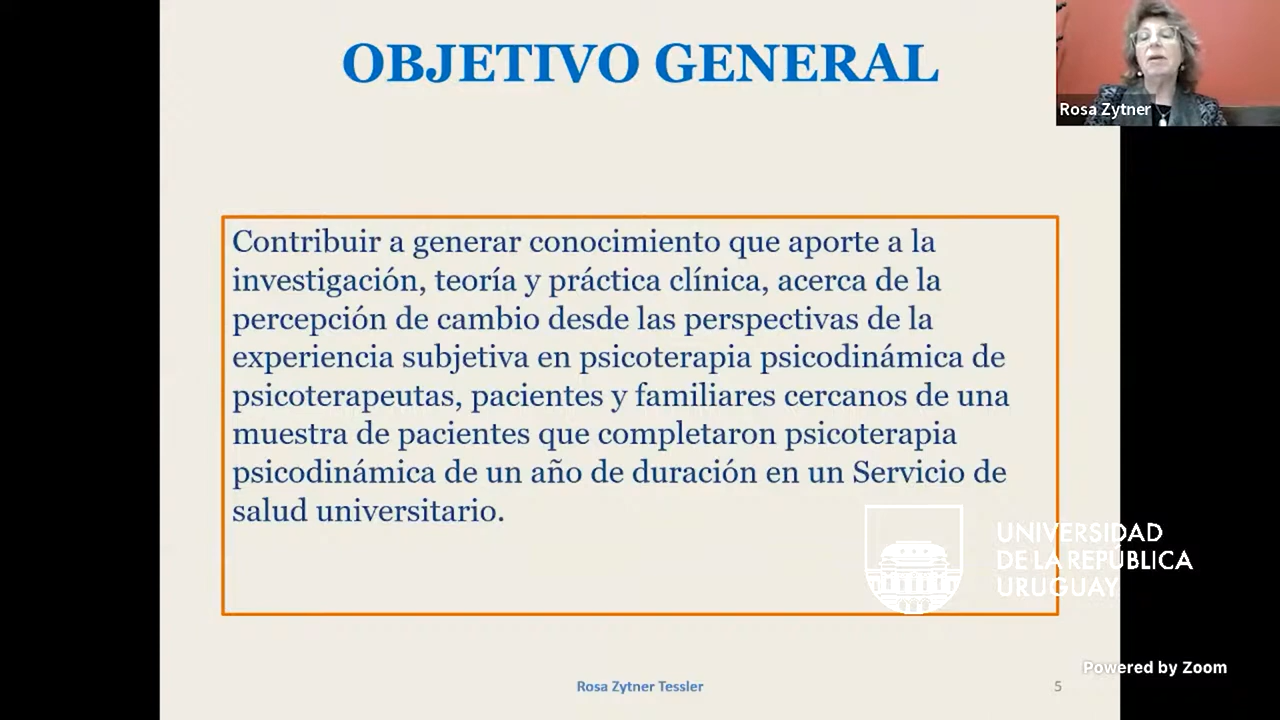 OBJETIVO GENERAL
Rosa Zytner
Contribuir a generar conocimiento que aporte a la
investigación, teoría y práctica clínica, acerca de la
percepción de cambio desde las perspectivas de la
experiencia subjetiva en psicoterapia psicodinámica de
psicoterapeutas, pacientes y familiares cercanos de una
muestra de pacientes que completaron psicoterapia
psicodinámica de un año de duración en un Servicio de
salud universitario.
UNIVERSIDAD
DE LA REPÚBLICA
URUGUAY
Powered by Zoom
Rosa Zytner Tessler
5